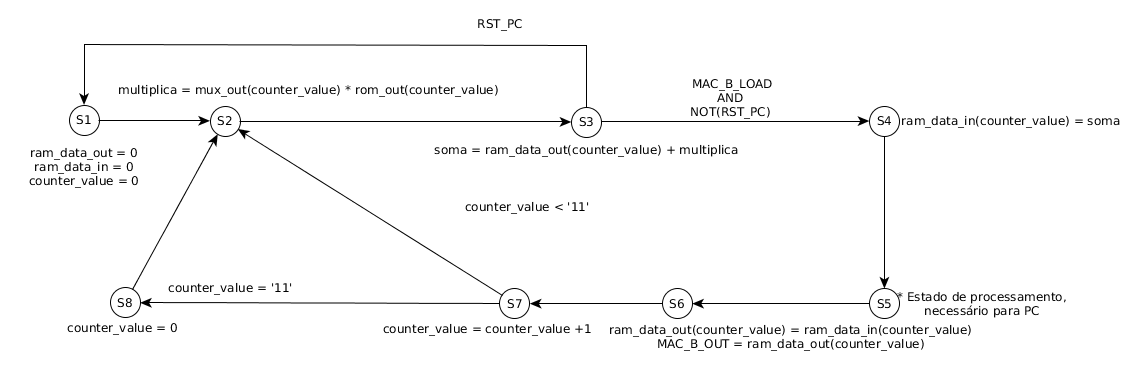 RST_PC
multiplica = mux_out(counter_value) * rom_out(counter_value)
MAC_B_LOAD
AND
NOT(RST_PC)
S1
S2
S3
S4
ram_data_in(counter_value) = soma
ram_data_out = 0
ram_data_in = 0
counter_value = 0
soma = ram_data_out(counter_value) + multiplica
counter_value < '11'
counter_value = '11'
S8
S7
S6
S5
* Estado de processamento,
necessário para PC
counter_value = 0
counter_value = counter_value +1
ram_data_out(counter_value) = ram_data_in(counter_value)
MAC_B_OUT = ram_data_out(counter_value)